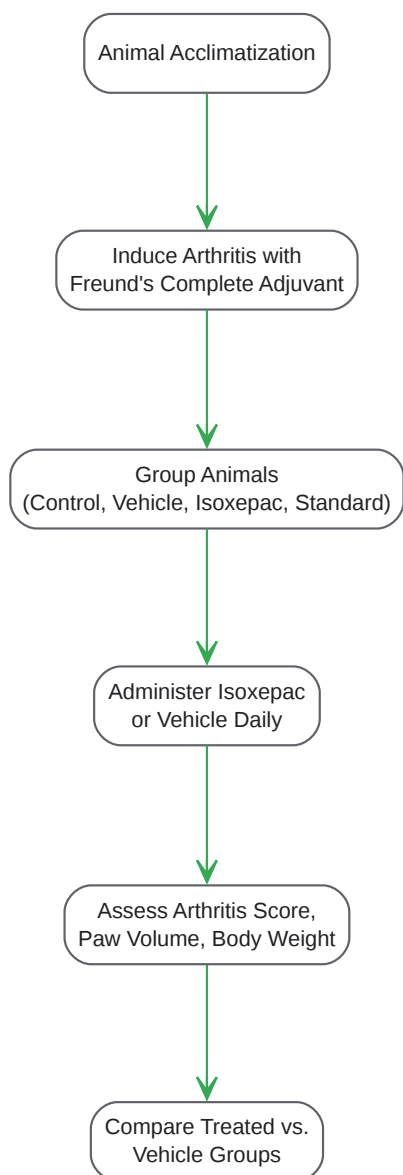 Animal Acclimatization
Induce Arthritis with
Freund's Complete Adjuvant
Group Animals
(Control, Vehicle, Isoxepac, Standard)
Administer Isoxepac
or Vehicle Daily
Assess Arthritis Score,
Paw Volume, Body Weight
Compare Treated vs.
Vehicle Groups